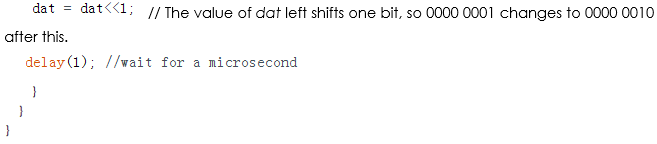 dat = dat<<1; // The value of dat left shifts one bit, so 0000 0001 changes to 0000 0010
after this.
delay(1); //wait for a microsecond
}
}
}